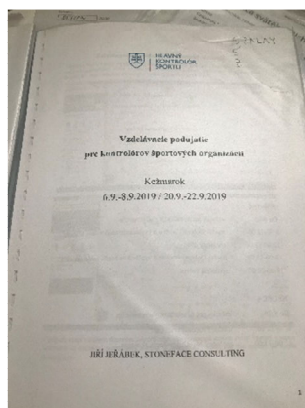 HLAVNÝ
KONTROLÓR
ŠPORTU
Vzdelávacie podujatie
pre kontrolórov športových organizácií
Kežmarok
6.9.-8.9.2019 / 20.9.-22.9.2019
JIŘÍ JEŘÁBEK, STONEFACE CONSULTING
1